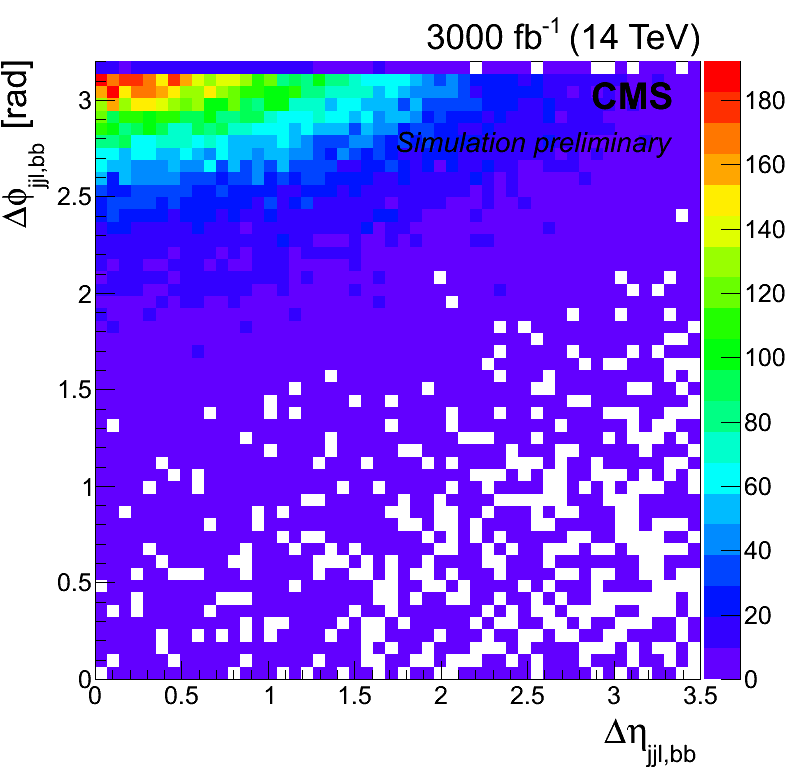 3000 fb⁻¹ (14 TeV)
CMS
Simulation preliminary
Δϕjjl,bb [rad]
3
2.5
2
1.5
1
0.5
0
0 0.5 1 1.5 2 2.5 3 3.5
Δηjjl,bb
180
160
140
120
100
80
60
40
20
0